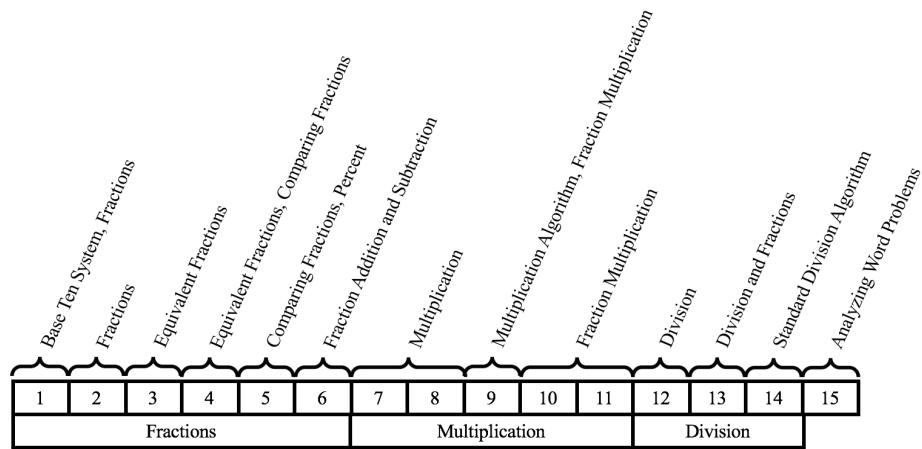 Base Ten System, Fractions
Fractions
Equivalent Fractions
Equivalent Fractions, Comparing Fractions
Comparing Fractions, Percent
Fraction Addition and Subtraction
Multiplication
Multiplication Algorithm, Fraction Multiplication
Fraction Multiplication
Division
Division and Fractions
Standard Division Algorithm
Analyzing Word Problems
1 2 3 4 5 6 7 8 9 10 11 12 13 14 15
Fractions Multiplication Division